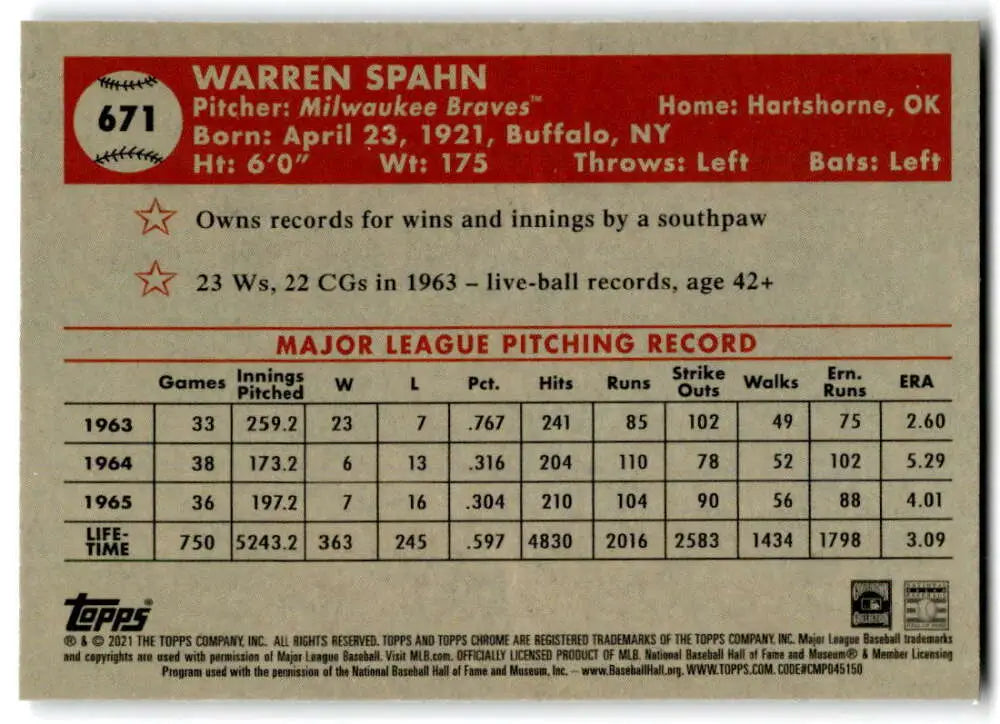 671
WARREN SPAHN
Pitcher: Milwaukee Braves™ Home: Hartshorne, OK
Born: April 23, 1921, Buffalo, NY
Ht: 6'0" Wt: 175 Throws: Left Bats: Left
Owns records for wins and innings by a southpaw
23 Ws, 22 CGs in 1963 – live-ball records, age 42+
MAJOR LEAGUE PITCHING RECORD
Games Innings Pitched W L Pct. Hits Runs Strike Outs Walks Ern. Runs ERA
1963 33 259.2 23 7 .767 241 85 102 49 75 2.60
1964 38 173.2 6 13 .316 204 110 78 52 102 5.29
1965 36 197.2 7 16 .304 210 104 90 56 88 4.01
LIFE-TIME 750 5243.2 363 245 .597 4830 2016 2583 1434 1798 3.09
Topps®
COOPERSTOWN COLLECTION
® & © 2021 THE TOPPS COMPANY, INC. ALL RIGHTS RESERVED. TOPPS AND TOPPS CHROME ARE REGISTERED TRADEMARKS OF THE TOPPS COMPANY, INC. Major League Baseball trademarks
and copyrights are used with permission of Major League Baseball. Visit MLB.com. OFFICIALLY LICENSED PRODUCT OF MLB. National Baseball Hall of Fame and Museum® & Member Licensing
Program used with the permission of the National Baseball Hall of Fame and Museum, Inc. – www.BaseballHall.org. WWW.TOPPS.COM. CODE#CMP045150